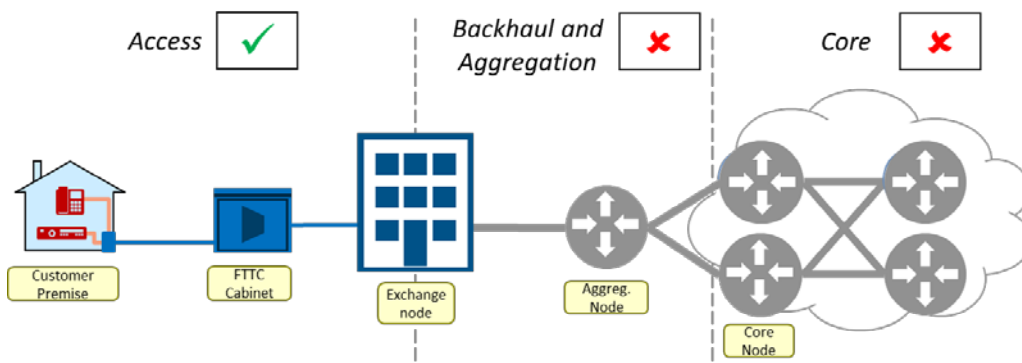 Access
Backhaul and
Aggregation
Core
Customer
Premise
FTTC
Cabinet
Exchange
node
Aggreg.
Node
Core
Node